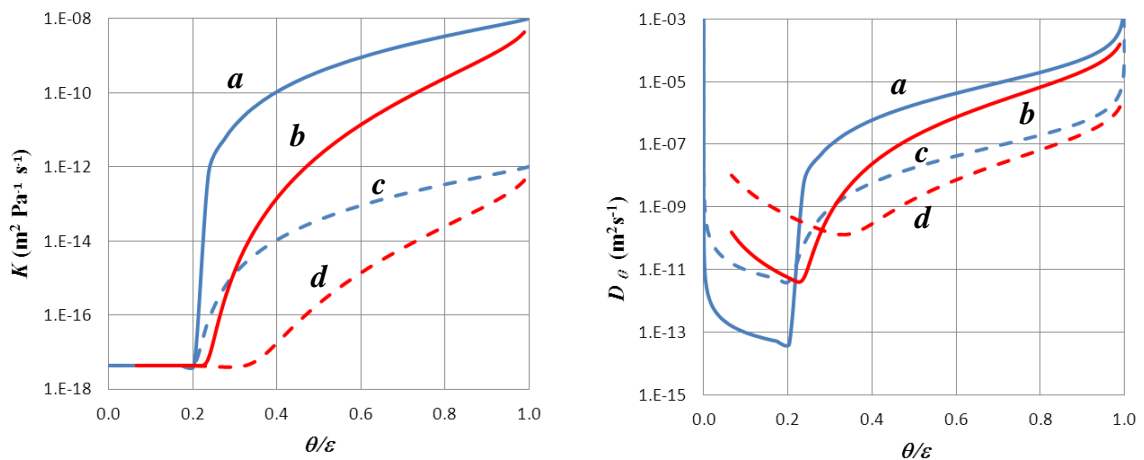 1.E-08
1.E-10
1.E-12
1.E-14
1.E-16
1.E-18
K (m² Pa⁻¹ s⁻¹)
a
b
c
d
0.0 0.2 0.4 0.6 0.8 1.0
θ/ε
1.E-03
1.E-05
1.E-07
1.E-09
1.E-11
1.E-13
1.E-15
D θ (m²s⁻¹)
a
b
c
d
0.0 0.2 0.4 0.6 0.8 1.0
θ/ε